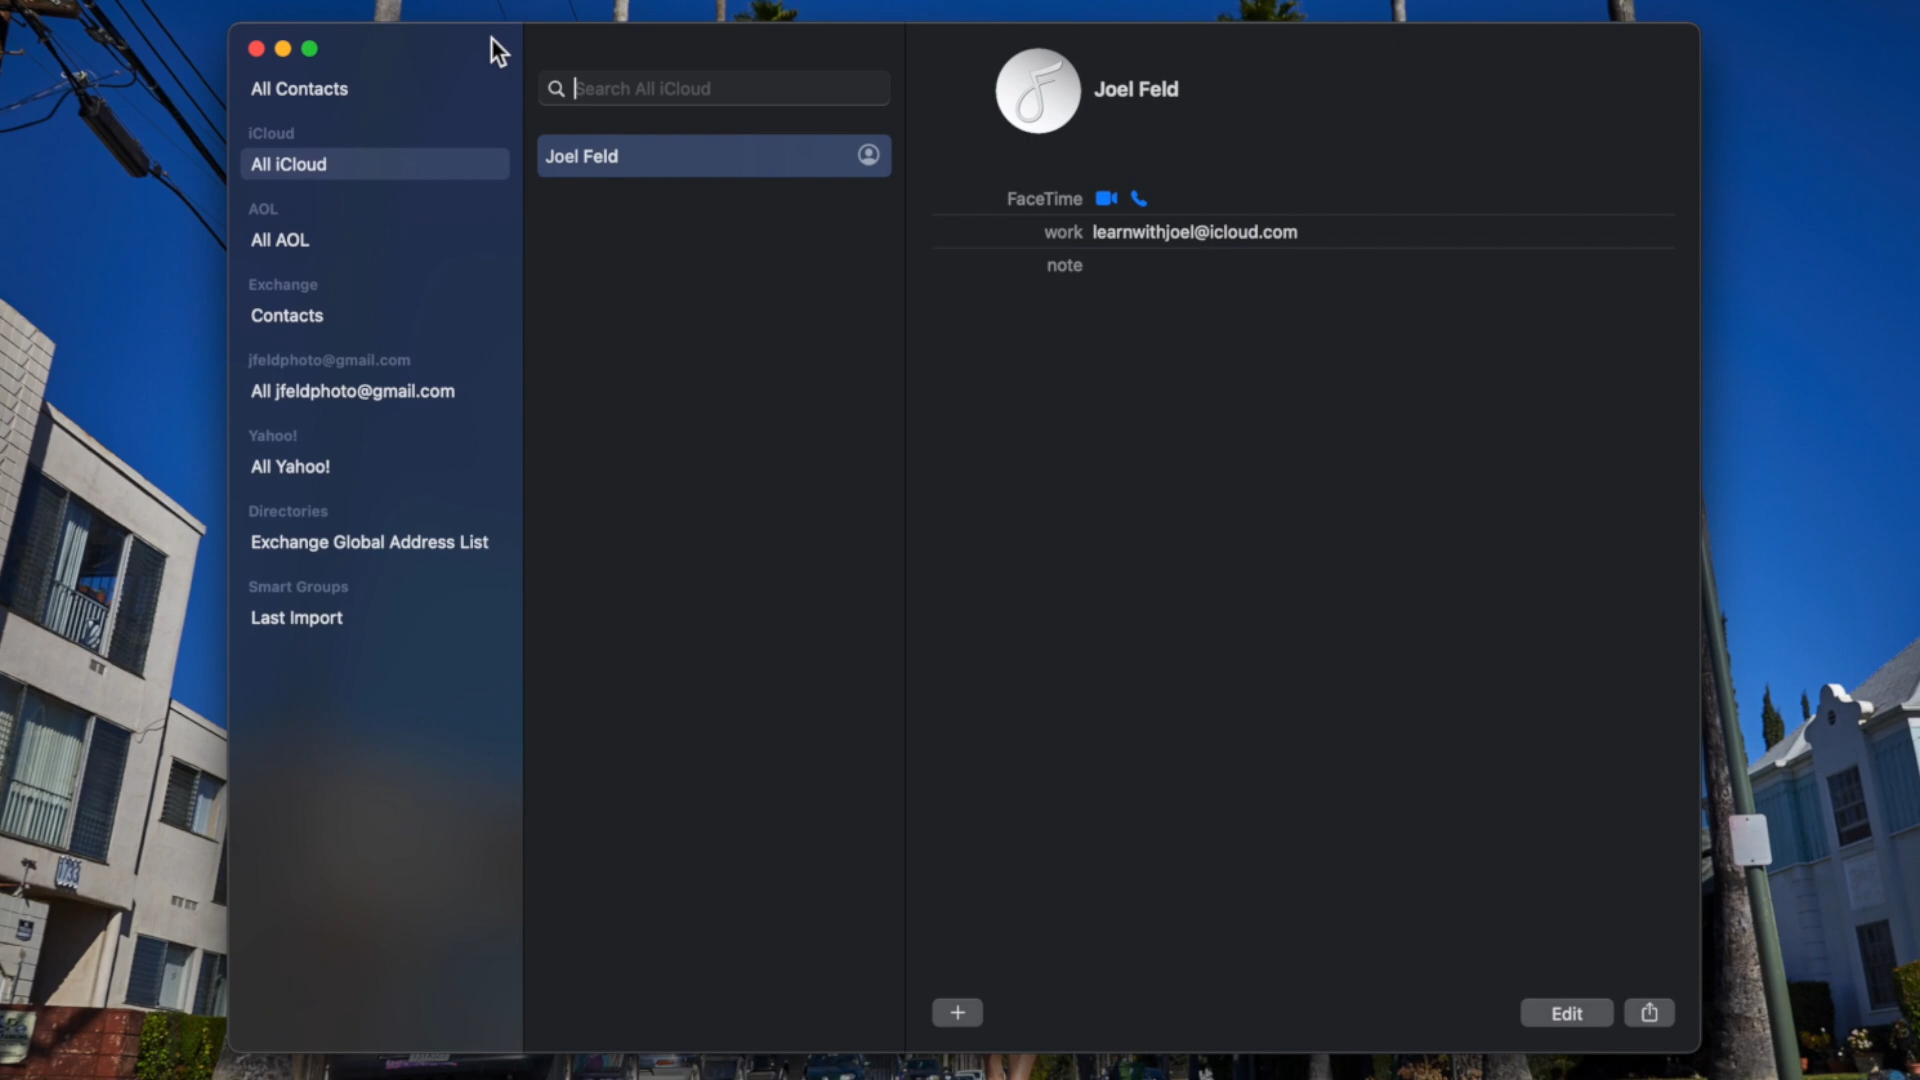 All Contacts
iCloud
All iCloud
AOL
All AOL
Exchange
Contacts
jfeldphoto@gmail.com
All jfeldphoto@gmail.com
Yahoo!
All Yahoo!
Directories
Exchange Global Address List
Smart Groups
Last Import
Search All iCloud
Joel Feld
Joel Feld
FaceTime
work learnwithjoel@icloud.com
note
Edit
1733